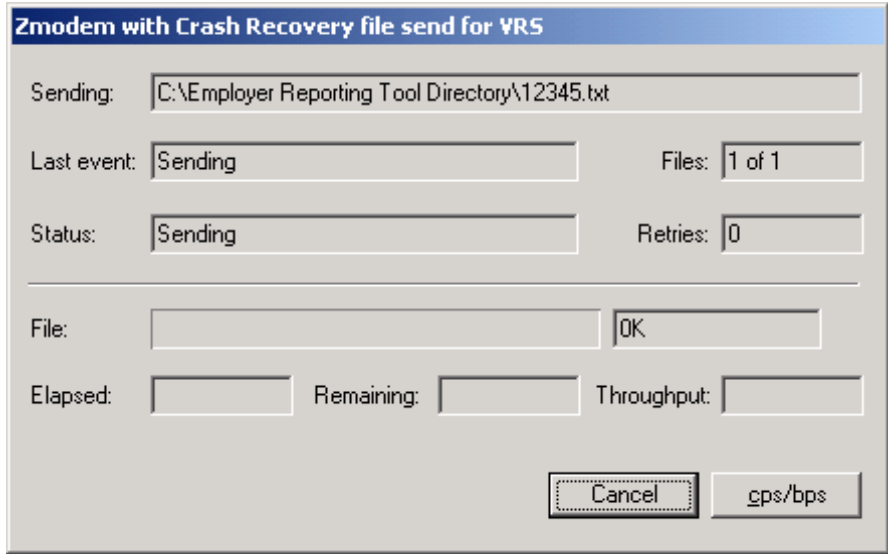 Zmodem with Crash Recovery file send for VRS
Sending: C:\Employer Reporting Tool Directory\12345.txt
Last event: Sending Files: 1 of 1
Status: Sending Retries: 0
File: 0K
Elapsed: Remaining: Throughput:
Cancel cps/bps